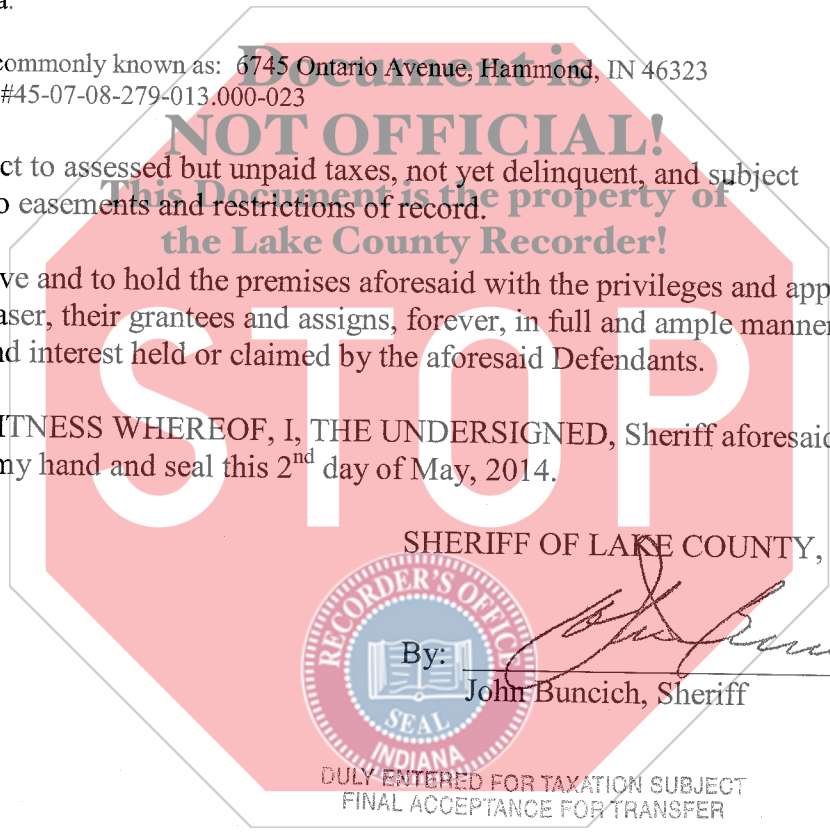 commonly known as: 6745 Ontario Avenue, Hammond, IN 46323
#45-07-08-279-013.000-023
Document is
NOT OFFICIAL!
ct to assessed but unpaid taxes, not yet delinquent, and subject
This Document is the property of
o easements and restrictions of record.
the Lake County Recorder!
ve and to hold the premises aforesaid with the privileges and app
aser, their grantees and assigns, forever, in full and ample manner
nd interest held or claimed by the aforesaid Defendants.
STOP
ITNESS WHEREOF, I, THE UNDERSIGNED, Sheriff aforesaid
my hand and seal this 2nd day of May, 2014.
SHERIFF OF LAKE COUNTY,
RECORDER'S OFFICE
By:
John Buncich, Sheriff
SEAL
INDIANA
DULY ENTERED FOR TAXATION SUBJECT
FINAL ACCEPTANCE FOR TRANSFER